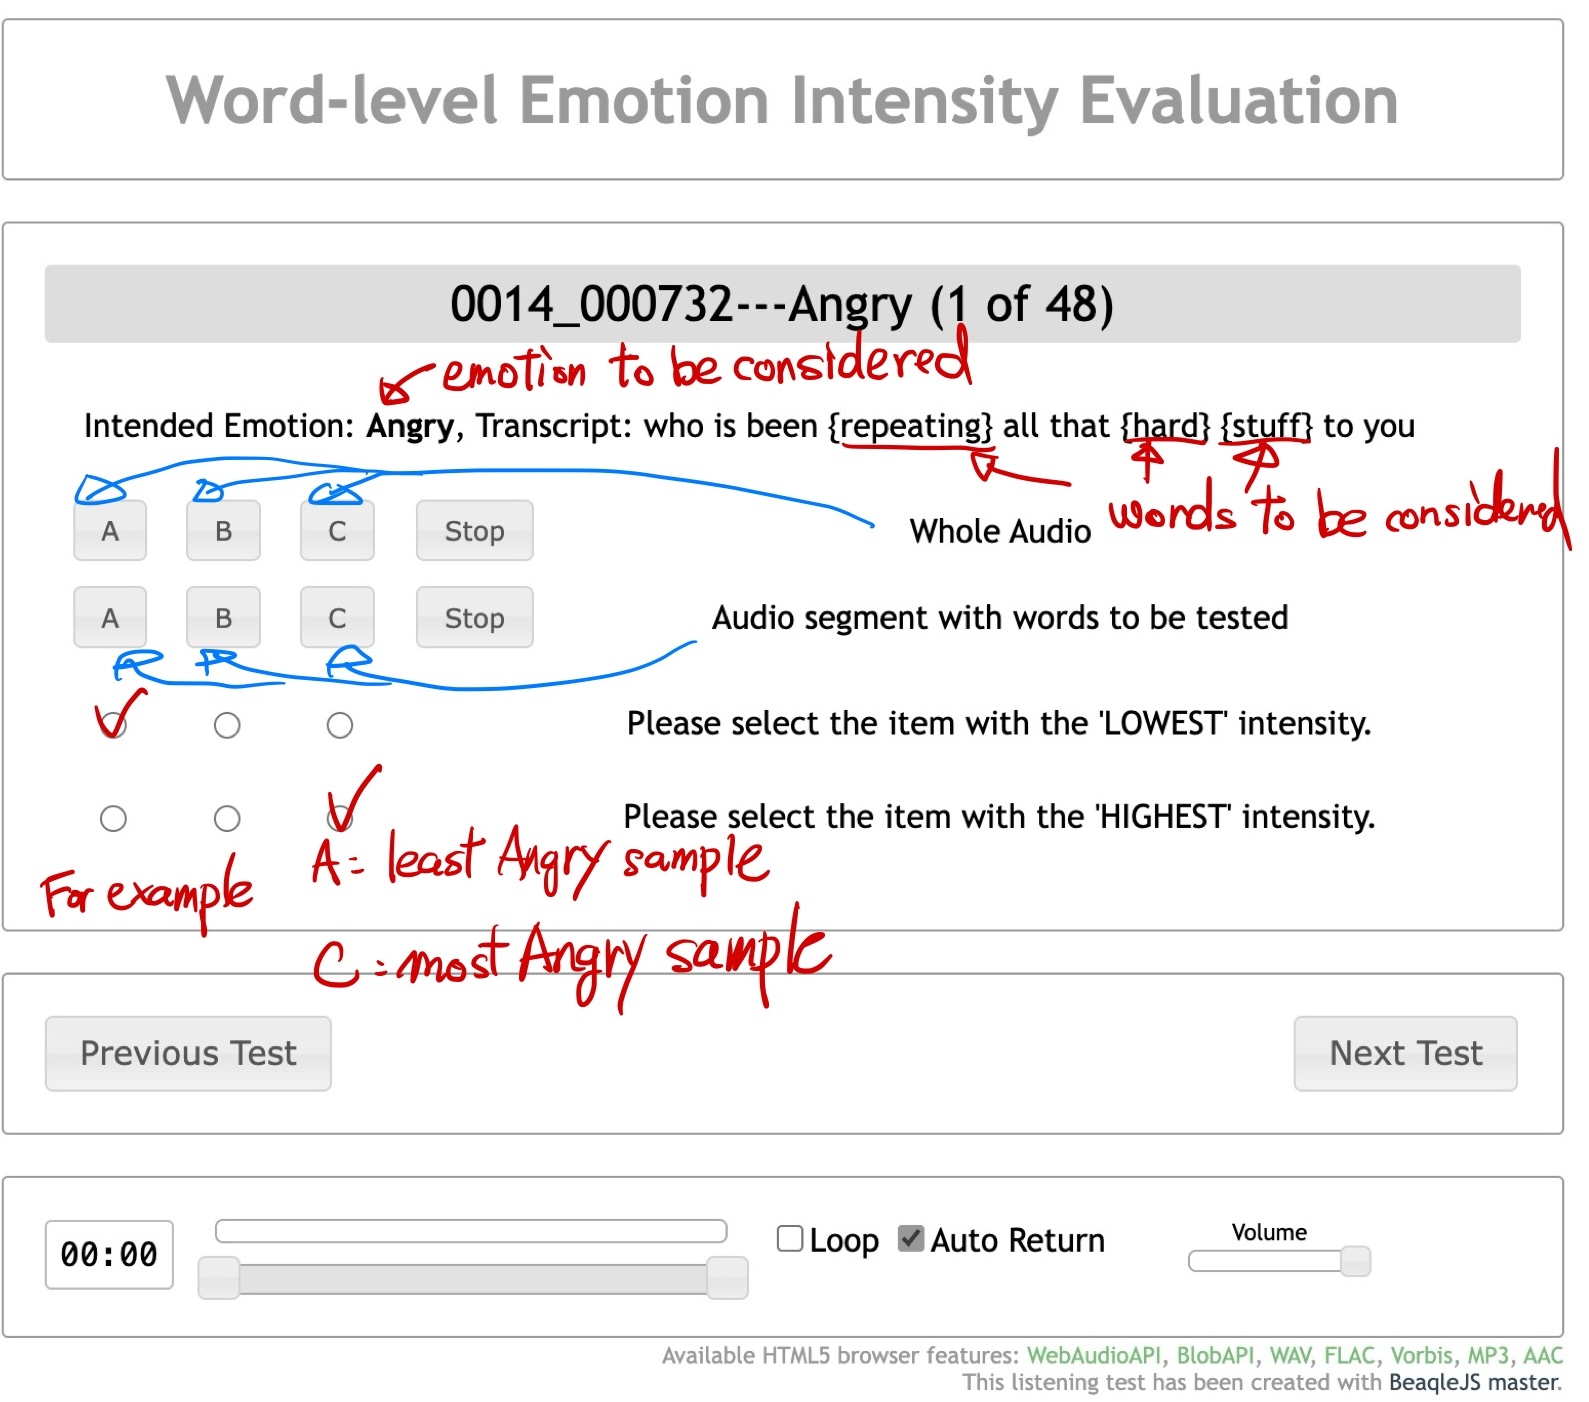 Word-level Emotion Intensity Evaluation
0014_000732---Angry (1 of 48)
emotion to be considered
Intended Emotion: Angry, Transcript: who is been {repeating} all that {hard} {stuff} to you
words to be considered
A B C Stop Whole Audio
A B C Stop Audio segment with words to be tested
Please select the item with the 'LOWEST' intensity.
Please select the item with the 'HIGHEST' intensity.
For example A = least Angry sample
C = most Angry sample
Previous Test Next Test
00:00 Loop Auto Return Volume
Available HTML5 browser features: WebAudioAPI, BlobAPI, WAV, FLAC, Vorbis, MP3, AAC
This listening test has been created with BeaqleJS master.